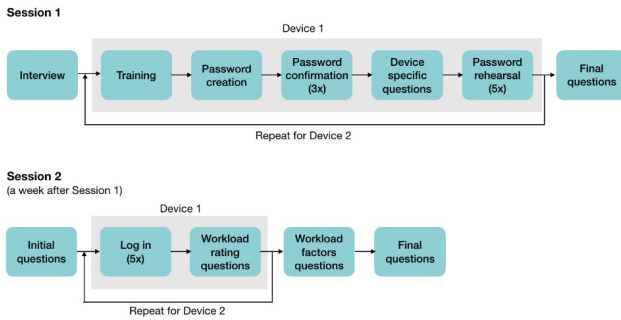 Session 1
Device 1
Interview
Training
Password
creation
Password
confirmation
(3x)
Device
specific
questions
Password
rehearsal
(5x)
Final
questions
Repeat for Device 2
Session 2
(a week after Session 1)
Device 1
Initial
questions
Log in
(5x)
Workload
rating
questions
Workload
factors
questions
Final
questions
Repeat for Device 2